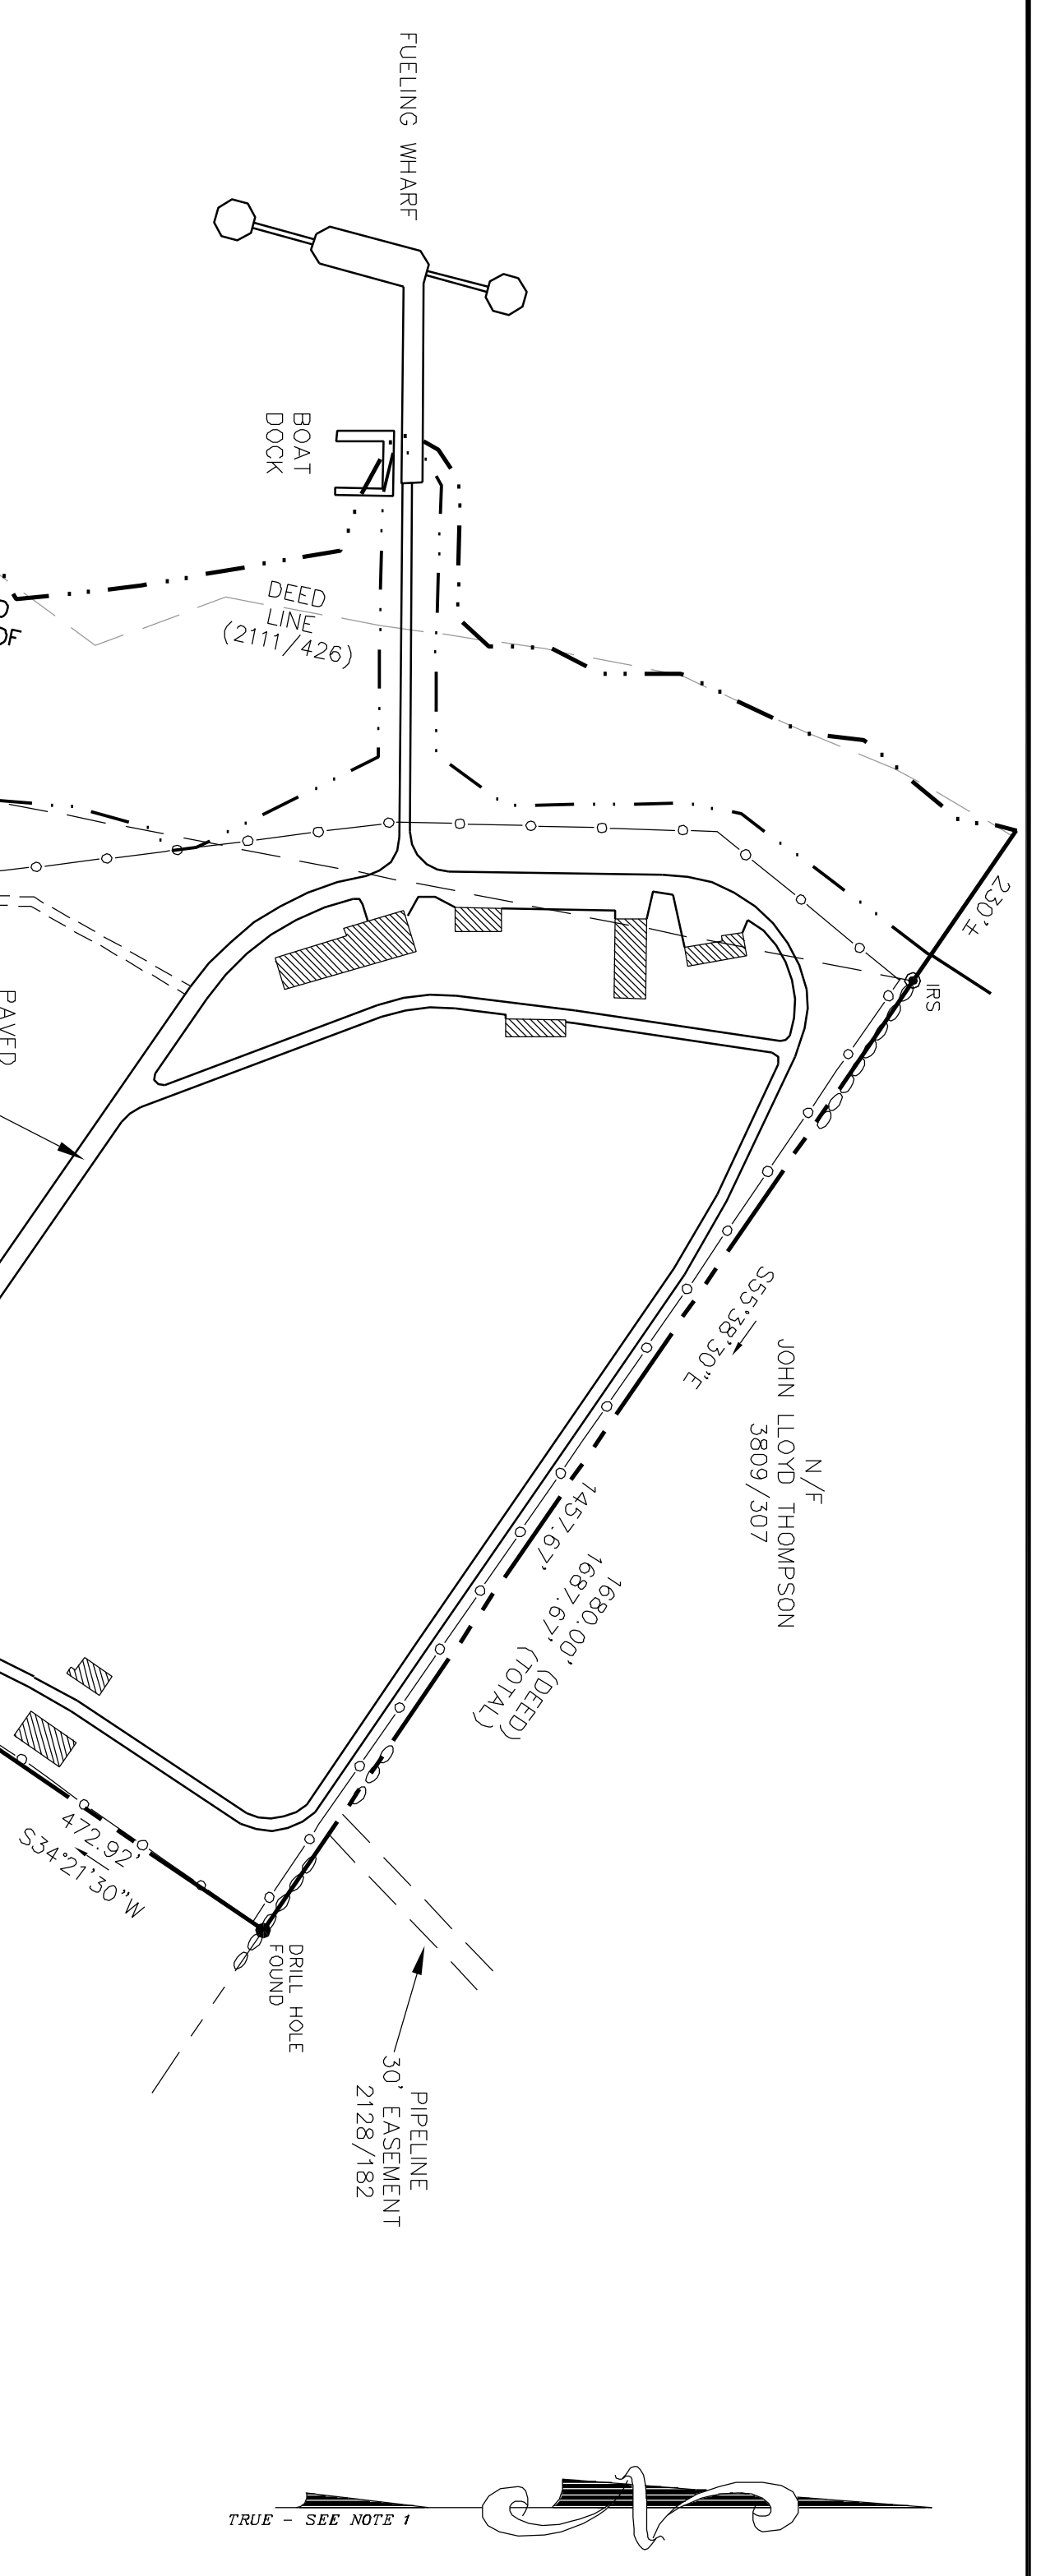 FUELING WHARF
BOAT
DOCK
DEED
LINE
(2111/426)
230'±
IRS
PAVED
S55°38'30"E
N/F
JOHN LLOYD THOMPSON
3809/307
1457.67'
1680.00' (DEED)
1687.67' (TOTAL)
472.92'
S34°21'30"W
DRILL HOLE
FOUND
PIPELINE
30' EASEMENT
2128/182
TRUE - SEE NOTE 1